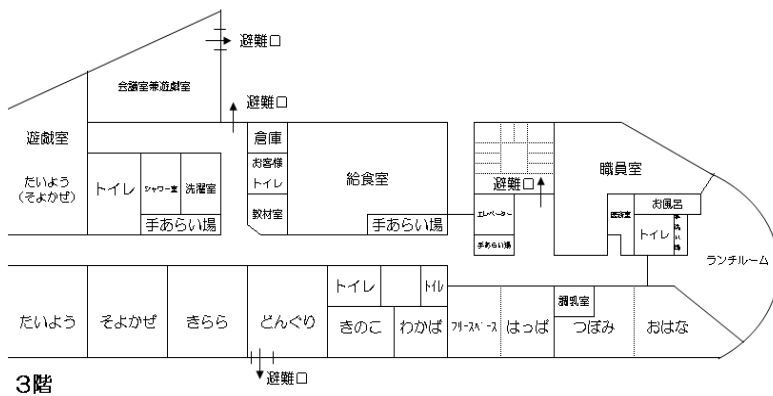 避難口
会議室兼遊戯室
避難口
遊戯室
たいよう
(そよかぜ)
トイレ
シャワー室
洗濯室
手あらい場
倉庫
お客様
トイレ
教材室
給食室
手あらい場
避難口
エレベーター
手あらい場
職員室
お風呂
トイレ
ランチルーム
たいよう
そよかぜ
きらら
どんぐり
トイレ
トイレ
きのこ
わかば
フリースペース
はっぱ
調乳室
つぼみ
おはな
避難口
3階